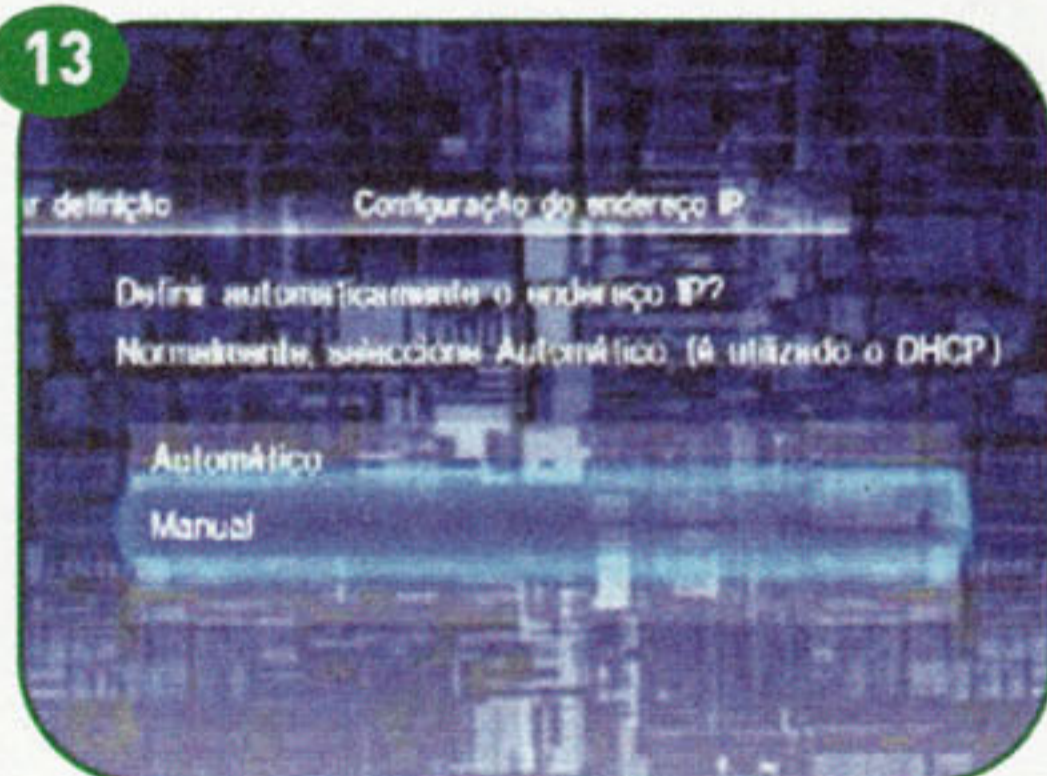 13
r definição Configuração do endereço IP
Definir automaticamente o endereço IP?
Normalmente, seleccione Automático. (é utilizado o DHCP)
Automático
Manual